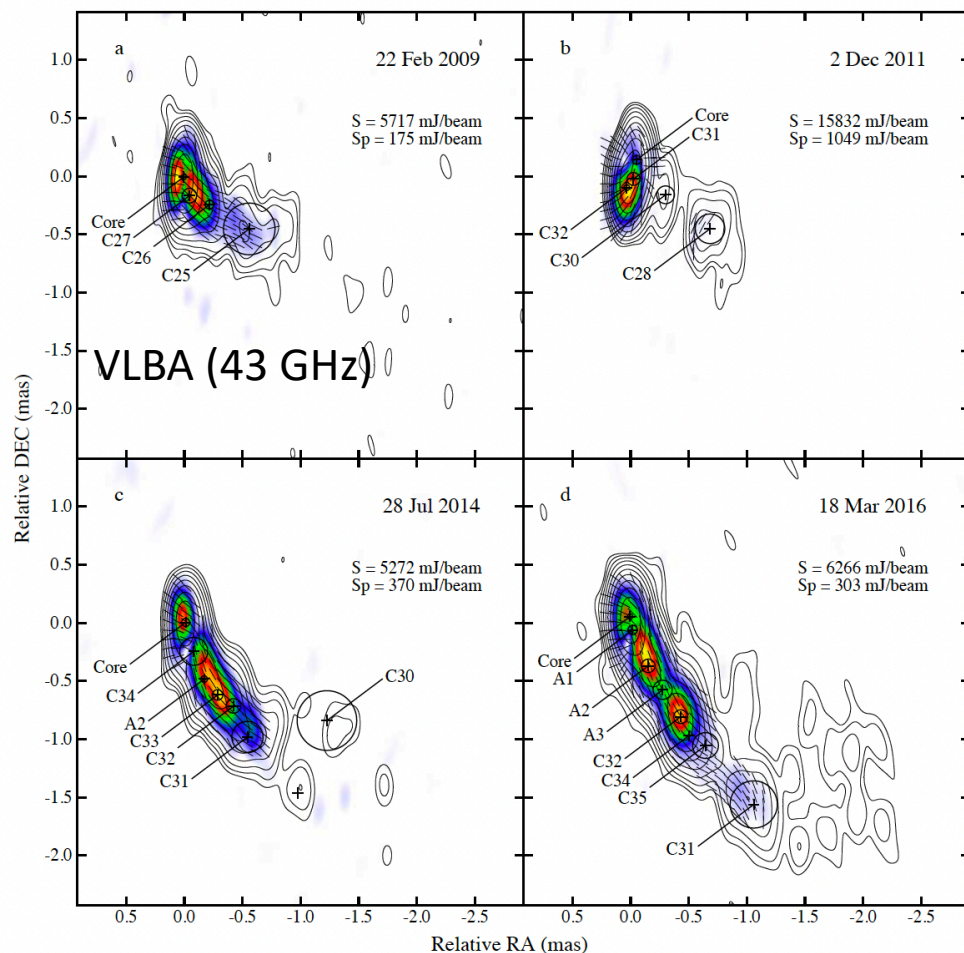 a
22 Feb 2009
S = 5717 mJ/beam
Sp = 175 mJ/beam
Core
C27
C26
C25
VLBA (43 GHz)
b
2 Dec 2011
S = 15832 mJ/beam
Sp = 1049 mJ/beam
Core
C31
C32
C30
C28
1.0
0.5
0.0
-0.5
-1.0
-1.5
-2.0
c
28 Jul 2014
S = 5272 mJ/beam
Sp = 370 mJ/beam
Core
C34
A2
C33
C32
C31
C30
d
18 Mar 2016
S = 6266 mJ/beam
Sp = 303 mJ/beam
Core
A1
A2
A3
C32
C34
C35
C31
1.0
0.5
0.0
-0.5
-1.0
-1.5
-2.0
Relative DEC (mas)
0.5 0.0 -0.5 -1.0 -1.5 -2.0 -2.5
0.5 0.0 -0.5 -1.0 -1.5 -2.0 -2.5
Relative RA (mas)